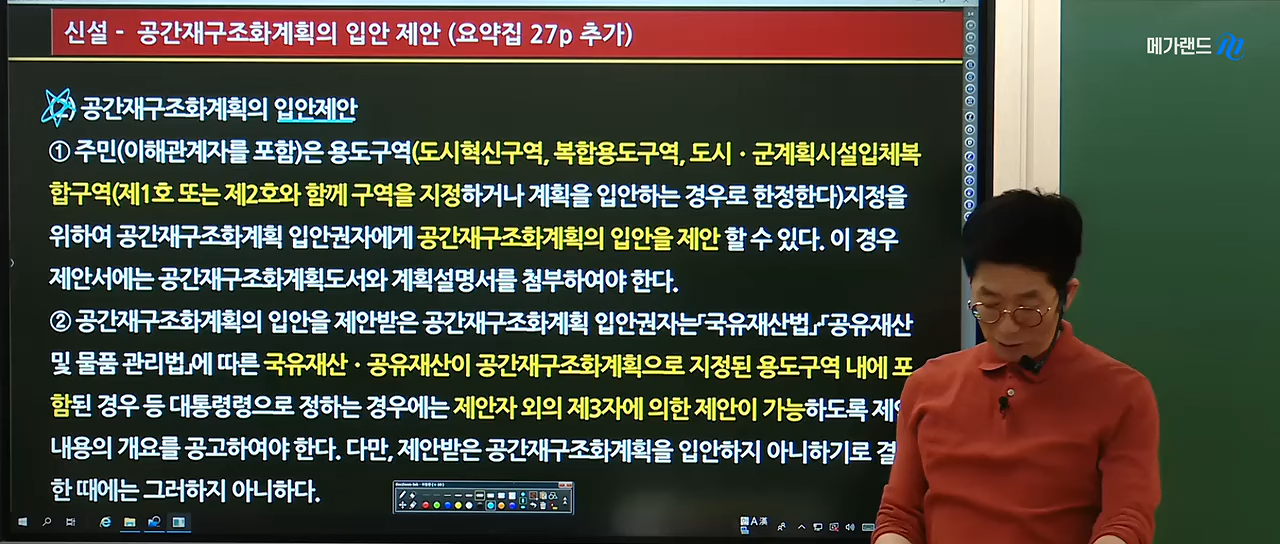 신설 - 공간재구조화계획의 입안 제안 (요약집 27p 추가)
메가랜드
2) 공간재구조화계획의 입안제안
① 주민(이해관계자를 포함)은 용도구역(도시혁신구역, 복합용도구역, 도시·군계획시설입체복
합구역(제1호 또는 제2호와 함께 구역을 지정하거나 계획을 입안하는 경우로 한정한다)지정을
위하여 공간재구조화계획 입안권자에게 공간재구조화계획의 입안을 제안 할 수 있다. 이 경우
제안서에는 공간재구조화계획도서와 계획설명서를 첨부하여야 한다.
② 공간재구조화계획의 입안을 제안받은 공간재구조화계획 입안권자는「국유재산법」·「공유재산
및 물품 관리법」에 따른 국유재산·공유재산이 공간재구조화계획으로 지정된 용도구역 내에 포
함된 경우 등 대통령령으로 정하는 경우에는 제안자 외의 제3자에 의한 제안이 가능하도록 제안
내용의 개요를 공고하여야 한다. 다만, 제안받은 공간재구조화계획을 입안하지 아니하기로 결
한 때에는 그러하지 아니하다.
A 漢